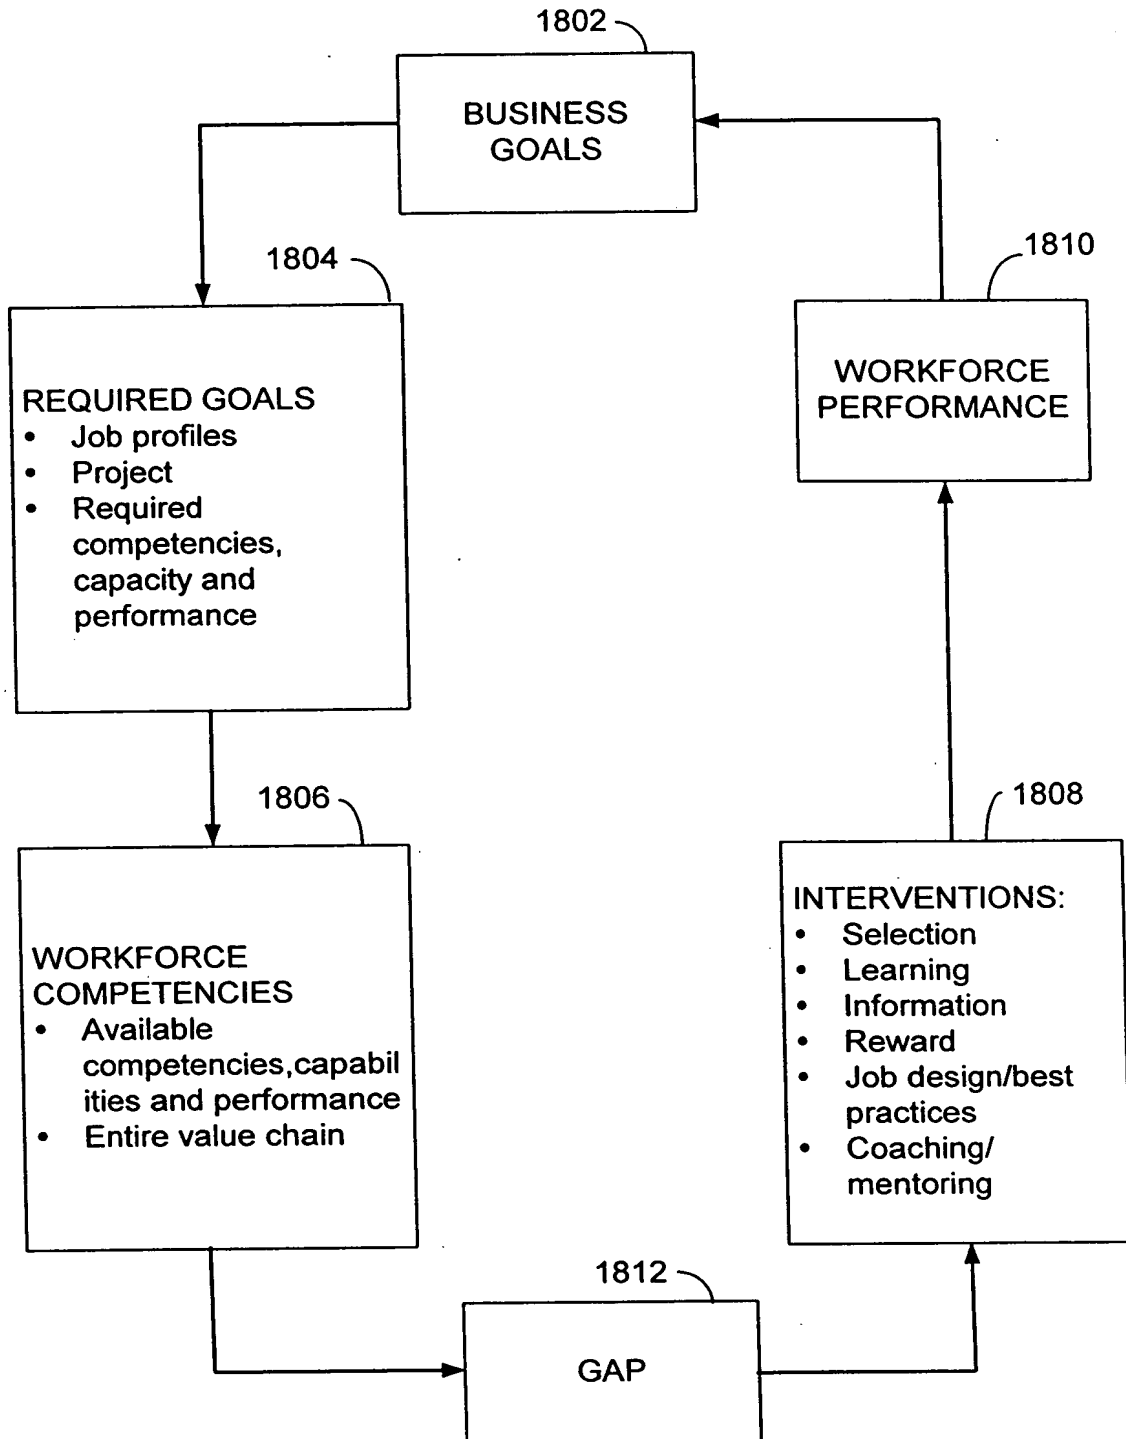 1802
BUSINESS
GOALS
1804
REQUIRED GOALS
• Job profiles
• Project
• Required
competencies,
capacity and
performance
1810
WORKFORCE
PERFORMANCE
1806
WORKFORCE
COMPETENCIES
• Available
competencies,capabil
ities and performance
• Entire value chain
1808
INTERVENTIONS:
• Selection
• Learning
• Information
• Reward
• Job design/best
practices
• Coaching/
mentoring
1812
GAP